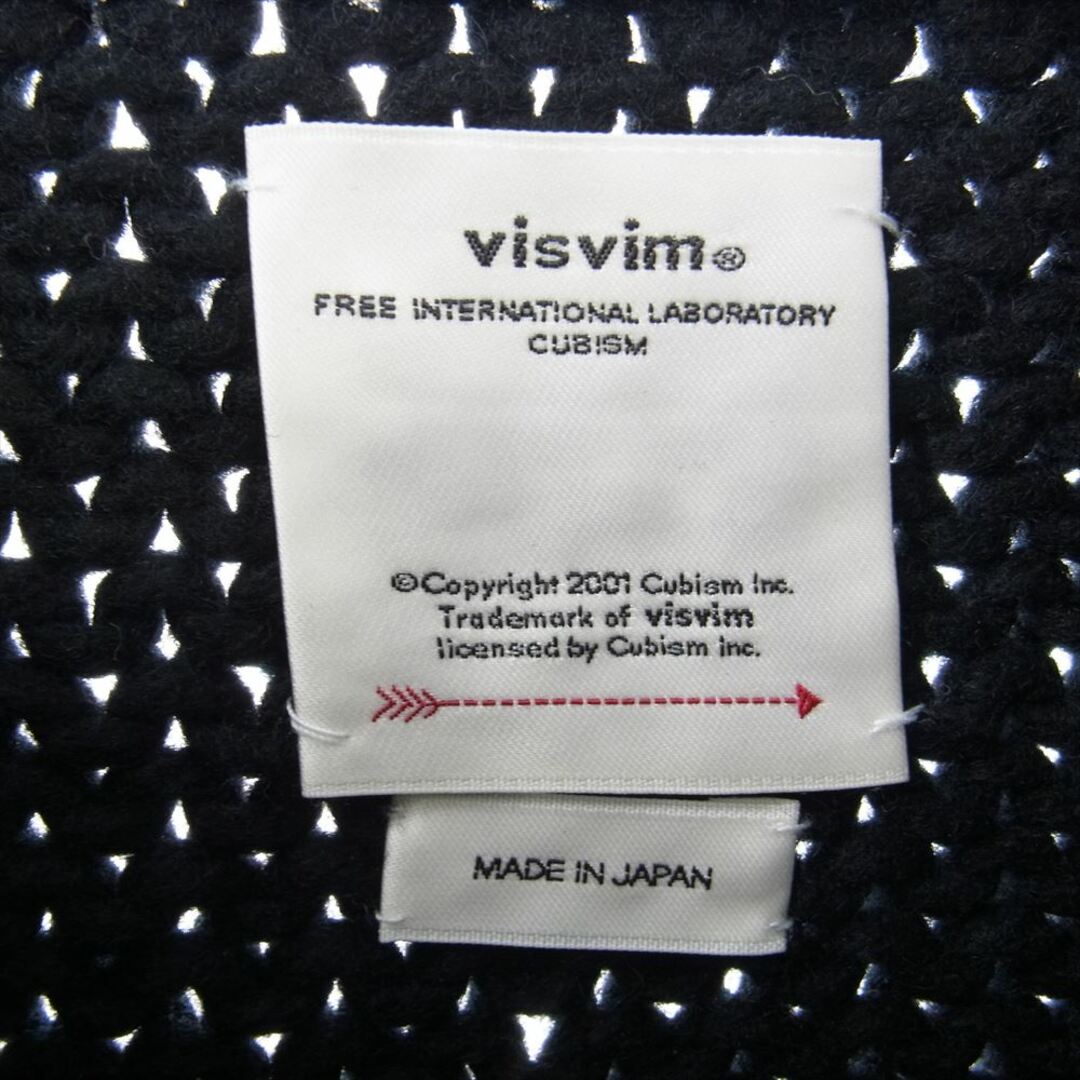 visvim®
FREE INTERNATIONAL LABORATORY
CUBISM
©Copyright 2001 Cubism Inc.
Trademark of visvim
licensed by Cubism Inc.
MADE IN JAPAN